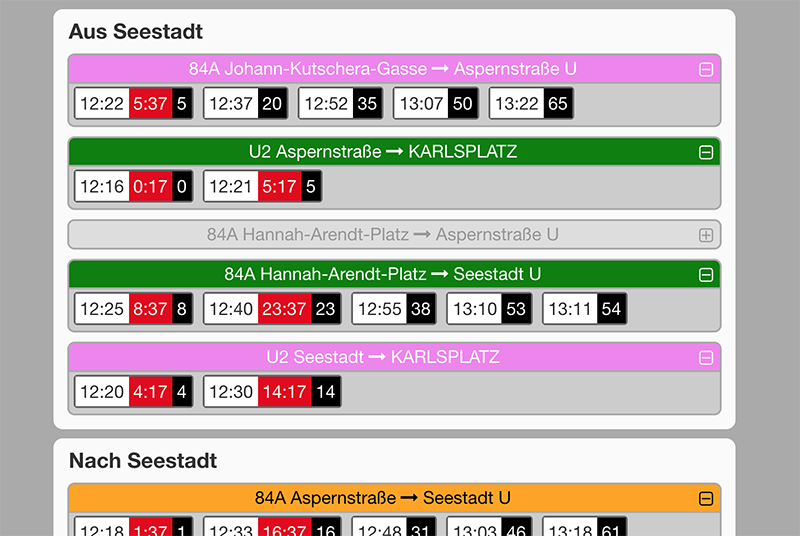 Aus Seestadt
84A Johann-Kutschera-Gasse → Aspernstraße U
12:22 5:37 5 12:37 20 12:52 35 13:07 50 13:22 65
U2 Aspernstraße → KARLSPLATZ
12:16 0:17 0 12:21 5:17 5
84A Hannah-Arendt-Platz → Aspernstraße U
84A Hannah-Arendt-Platz → Seestadt U
12:25 8:37 8 12:40 23:37 23 12:55 38 13:10 53 13:11 54
U2 Seestadt → KARLSPLATZ
12:20 4:17 4 12:30 14:17 14
Nach Seestadt
84A Aspernstraße → Seestadt U
12:18 1:37 1 12:33 16:37 16 12:48 31 13:03 46 13:18 61